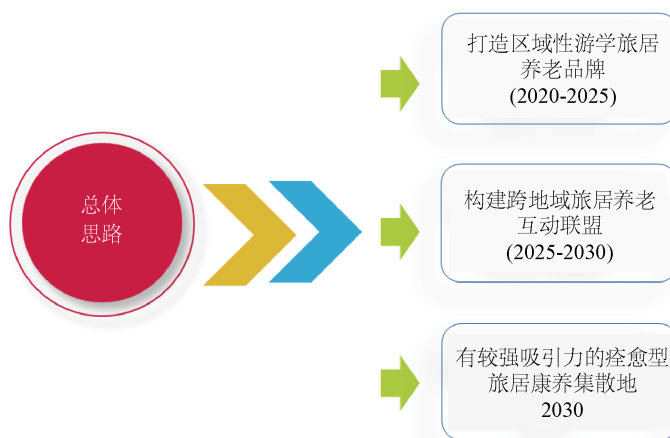 总体
思路
打造区域性游学旅居
养老品牌
(2020-2025)
构建跨地域旅居养老
互动联盟
(2025-2030)
有较强吸引力的痊愈型
旅居康养集散地
2030